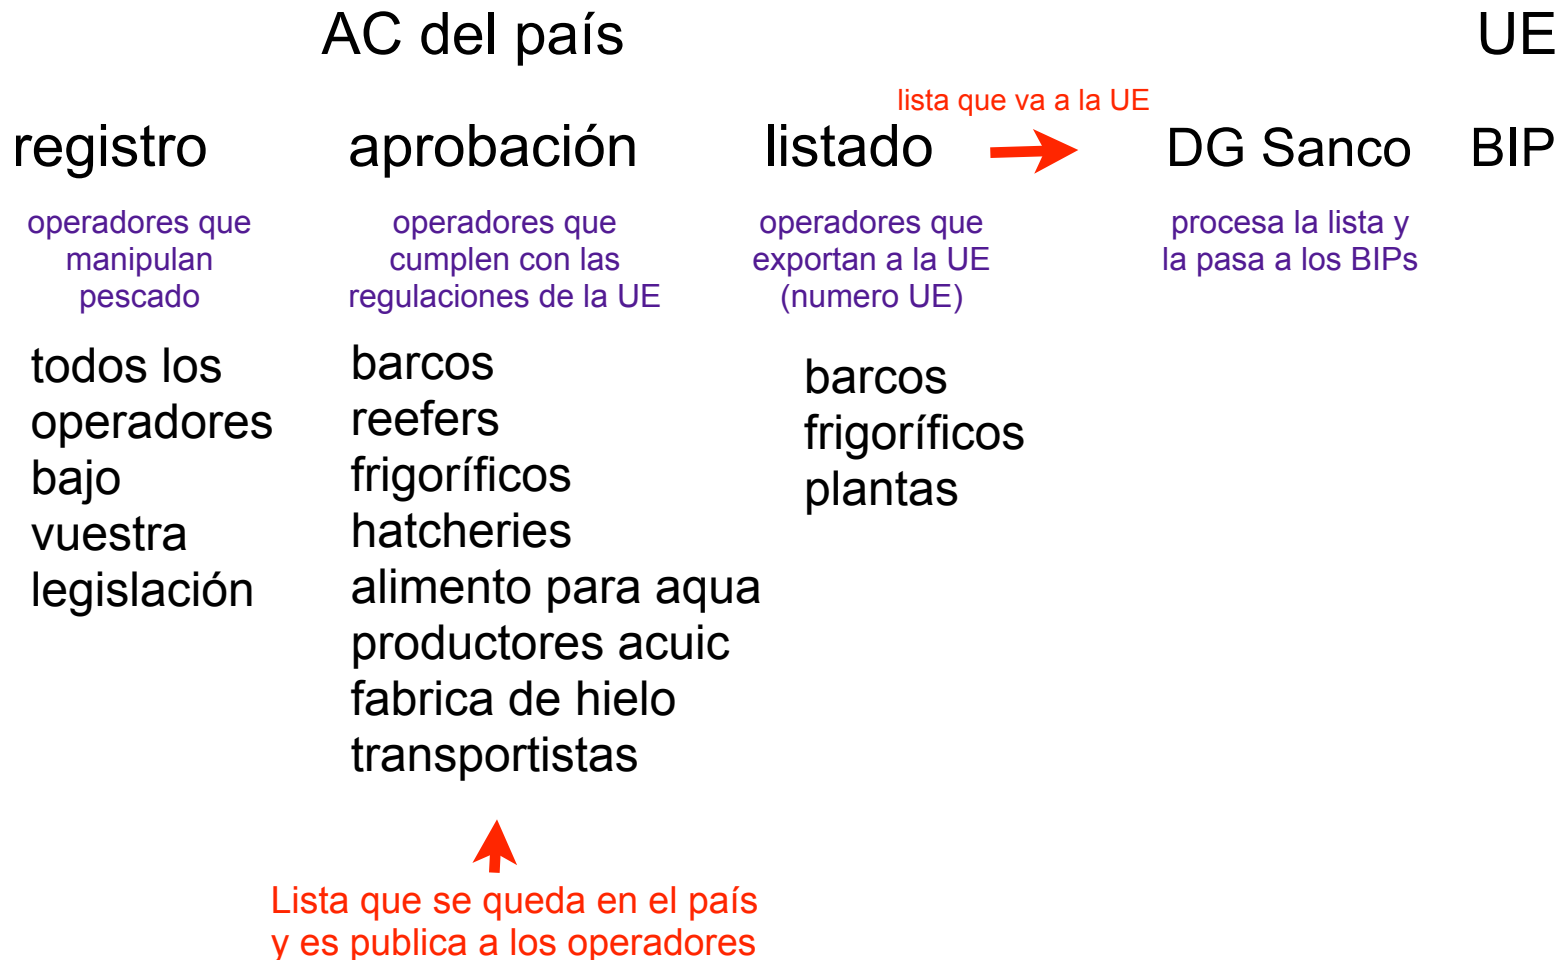 AC del país
UE
lista que va a la UE
registro
aprobación
listado
DG Sanco
BIP
operadores que
manipulan
pescado
operadores que
cumplen con las
regulaciones de la UE
operadores que
exportan a la UE
(numero UE)
procesa la lista y
la pasa a los BIPs
todos los
operadores
bajo
vuestra
legislación
barcos
reefers
frigoríficos
hatcheries
alimento para aqua
productores acuic
fabrica de hielo
transportistas
barcos
frigoríficos
plantas
Lista que se queda en el país
y es publica a los operadores